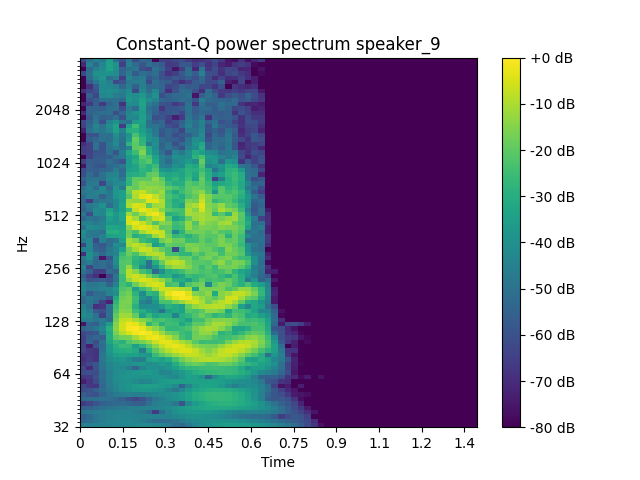 Constant-Q power spectrum speaker_9
Hz
2048
1024
512
256
128
64
32
0 0.15 0.3 0.45 0.6 0.75 0.9 1.1 1.2 1.4
Time
+0 dB
-10 dB
-20 dB
-30 dB
-40 dB
-50 dB
-60 dB
-70 dB
-80 dB